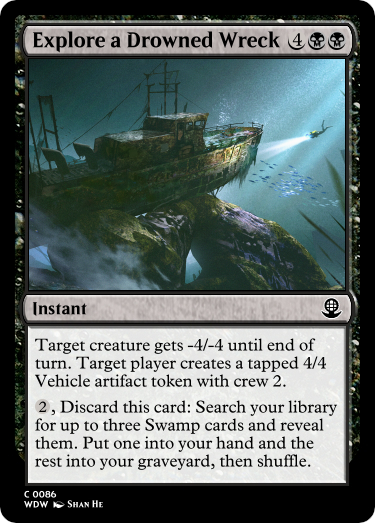 Explore a Drowned Wreck 4
Instant
Target creature gets -4/-4 until end of
turn. Target player creates a tapped 4/4
Vehicle artifact token with crew 2.
2, Discard this card: Search your library
for up to three Swamp cards and reveal
them. Put one into your hand and the
rest into your graveyard, then shuffle.
C 0086
WDW Shan He